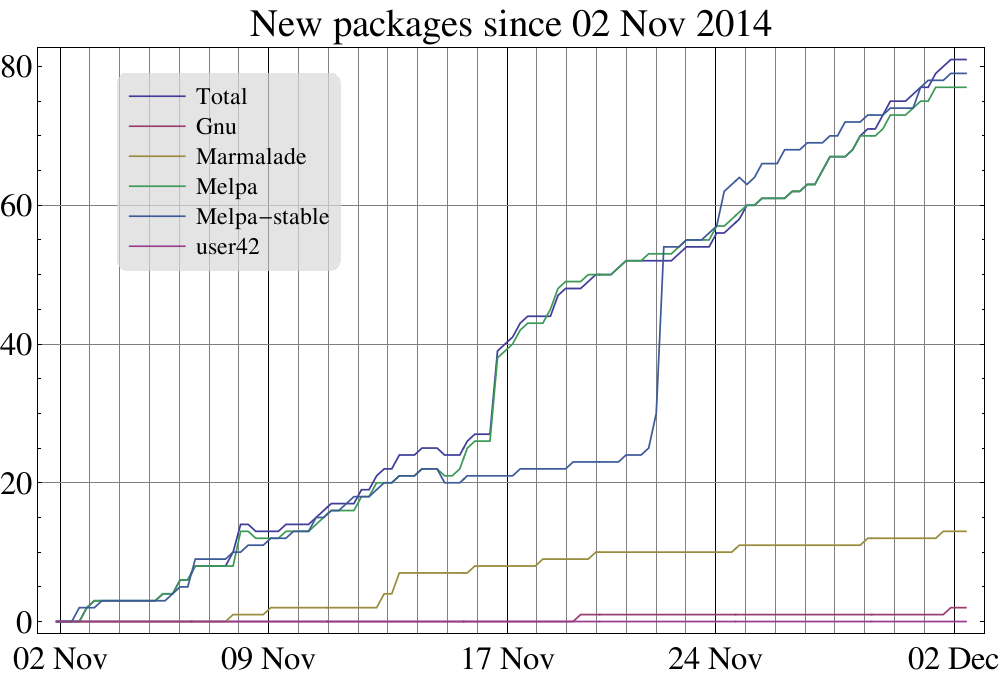 New packages since 02 Nov 2014
80
60
40
20
0
Total
Gnu
Marmalade
Melpa
Melpa-stable
user42
02 Nov 09 Nov 17 Nov 24 Nov 02 Dec